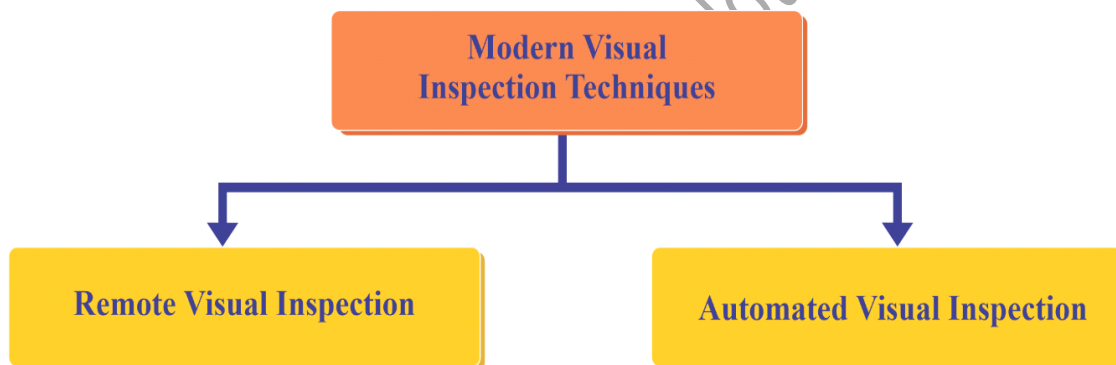 Modern Visual
Inspection Techniques
Remote Visual Inspection
Automated Visual Inspection